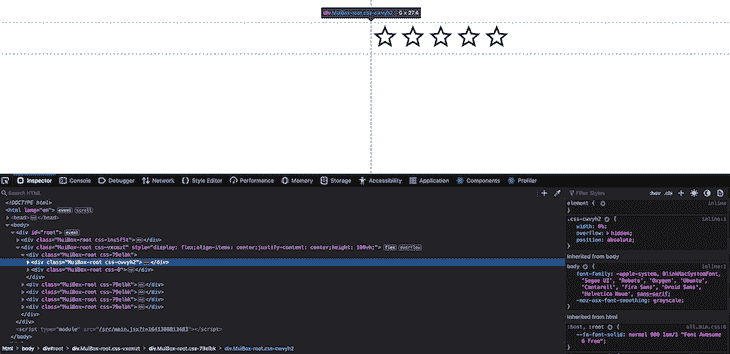 div.MuiBox-root.css-cwvyh2 | 0 × 27.4
Inspector Console Debugger Network Style Editor Performance Memory Storage Accessibility Application Components Profiler
Search HTML
Filter Styles :hov .cls
<!DOCTYPE html>
<html lang="en"> event scroll
<head> </head>
<body>
<div id="root"> event
<div class="MuiBox-root"></div>
<div class="MuiBox-root" style="display: flex;align-items: center;justify-content: center;height: 100vh;"> flex overflow
<div class="MuiBox-root css-79elbk">
<div class="MuiBox-root css-cwvyh2"></div>
<div class="MuiBox-root css-0"></div>
</div>
<div class="MuiBox-root css-79elbk"></div>
<div class="MuiBox-root css-79elbk"></div>
<div class="MuiBox-root css-79elbk"></div>
<div class="MuiBox-root css-79elbk"></div>
</div>
</div>
<script type="module" src="/src/main.jsx?t=1641308813483"></script>
</body>
html > body > div#root > div.MuiBox-root > div.MuiBox-root.css-79elbk > div.MuiBox-root.css-cwvyh2
element { inline
}
.css-cwvyh2 { inline:1
width: 0%;
overflow: hidden;
position: absolute;
}
Inherited from body
body { inline:1
font-family: -apple-system, BlinkMacSystemFont,
"Segoe UI", "Roboto", "Oxygen", "Ubuntu",
"Cantarell", "Fira Sans", "Droid Sans",
"Helvetica Neue", sans-serif;
-moz-osx-font-smoothing: grayscale;
}
Inherited from html
:host, :root { all.min.css:6
--fa-font-solid: normal 900 1em/1 "Font Awesome
6 Free";